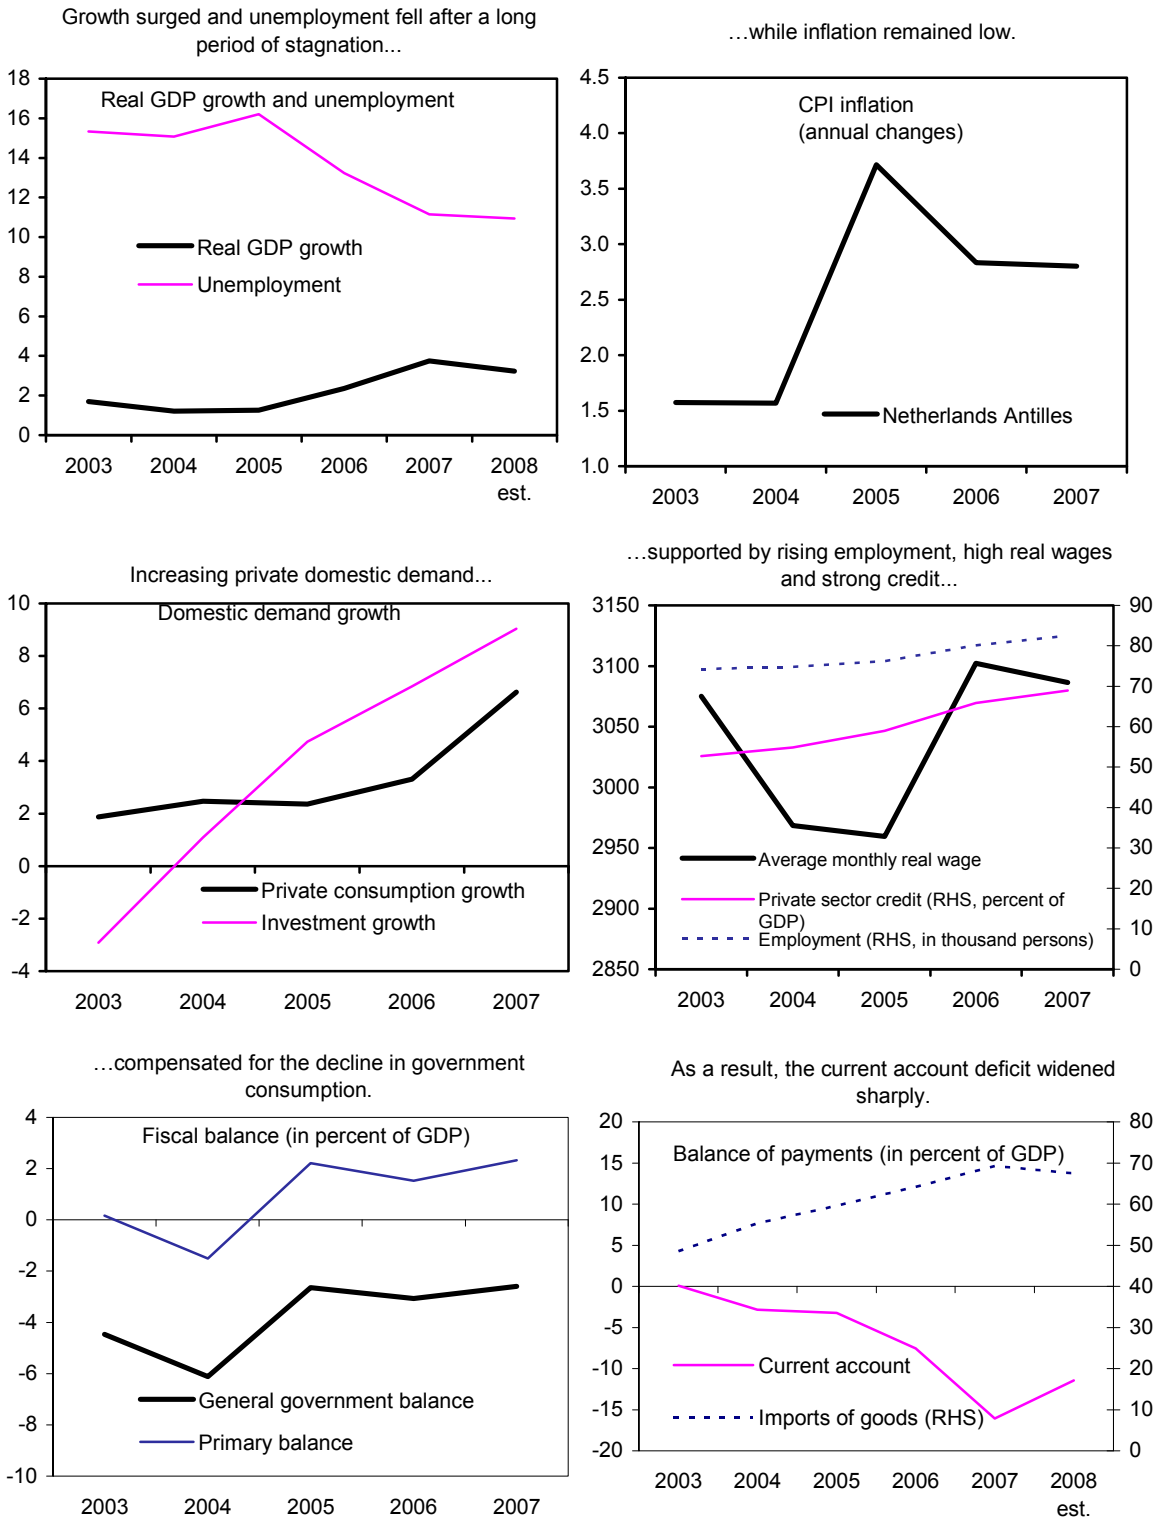 Growth surged and unemployment fell after a long
period of stagnation...
18
16
14
12
10
8
6
4
2
0
Real GDP growth and unemployment
Real GDP growth
Unemployment
2003 2004 2005 2006 2007 2008
est.
…while inflation remained low.
4.5
4.0
3.5
3.0
2.5
2.0
1.5
1.0
CPI inflation
(annual changes)
Netherlands Antilles
2003 2004 2005 2006 2007
Increasing private domestic demand...
10
8
6
4
2
0
-2
-4
Domestic demand growth
Private consumption growth
Investment growth
2003 2004 2005 2006 2007
…supported by rising employment, high real wages
and strong credit...
3150
3100
3050
3000
2950
2900
2850
Average monthly real wage
Private sector credit (RHS, percent of
GDP)
Employment (RHS, in thousand persons)
90
80
70
60
50
40
30
20
10
0
2003 2004 2005 2006 2007
…compensated for the decline in government
consumption.
4
2
0
-2
-4
-6
-8
-10
Fiscal balance (in percent of GDP)
General government balance
Primary balance
2003 2004 2005 2006 2007
As a result, the current account deficit widened
sharply.
20
15
10
5
0
-5
-10
-15
-20
Balance of payments (in percent of GDP)
Current account
Imports of goods (RHS)
80
70
60
50
40
30
20
10
0
2003 2004 2005 2006 2007 2008
est.